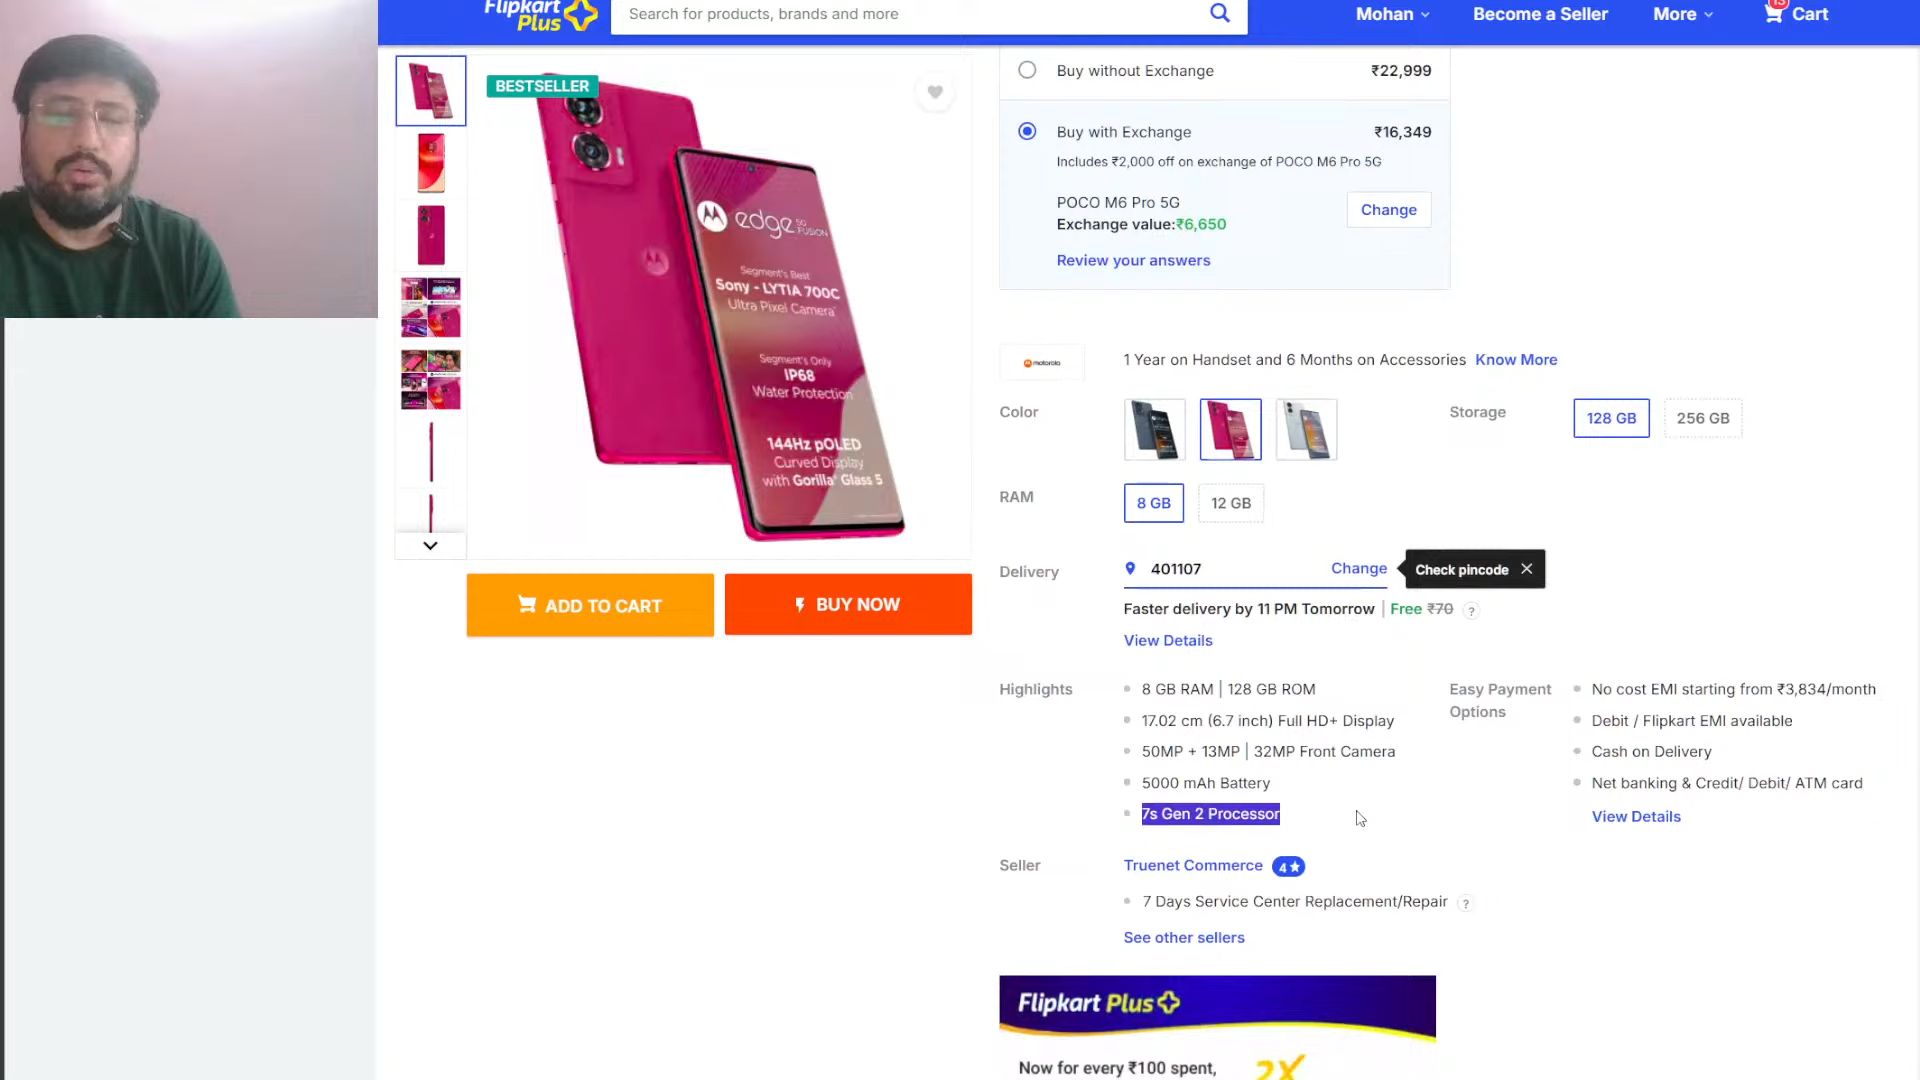 Flipkart
Plus
Search for products, brands and more
Mohan
Become a Seller
More
13
Cart
BESTSELLER
edge 5G
FUSION
Segment's Best
Sony - LYTIA 700C
Ultra Pixel Camera
Segment's Only
IP68
Water Protection
144Hz pOLED
Curved Display
with Gorilla Glass 5
ADD TO CART
BUY NOW
Buy without Exchange ₹22,999
Buy with Exchange ₹16,349
Includes ₹2,000 off on exchange of POCO M6 Pro 5G
POCO M6 Pro 5G
Exchange value:₹6,650
Change
Review your answers
motorola
1 Year on Handset and 6 Months on Accessories Know More
Color
Storage
128 GB
256 GB
RAM
8 GB
12 GB
Delivery
401107
Change
Check pincode
Faster delivery by 11 PM Tomorrow | Free ₹70 ?
View Details
Highlights
8 GB RAM | 128 GB ROM
17.02 cm (6.7 inch) Full HD+ Display
50MP + 13MP | 32MP Front Camera
5000 mAh Battery
7s Gen 2 Processor
Easy Payment
Options
No cost EMI starting from ₹3,834/month
Debit / Flipkart EMI available
Cash on Delivery
Net banking & Credit/ Debit/ ATM card
View Details
Seller
Truenet Commerce 4★
7 Days Service Center Replacement/Repair ?
See other sellers
Flipkart Plus
Now for every ₹100 spent,
2X